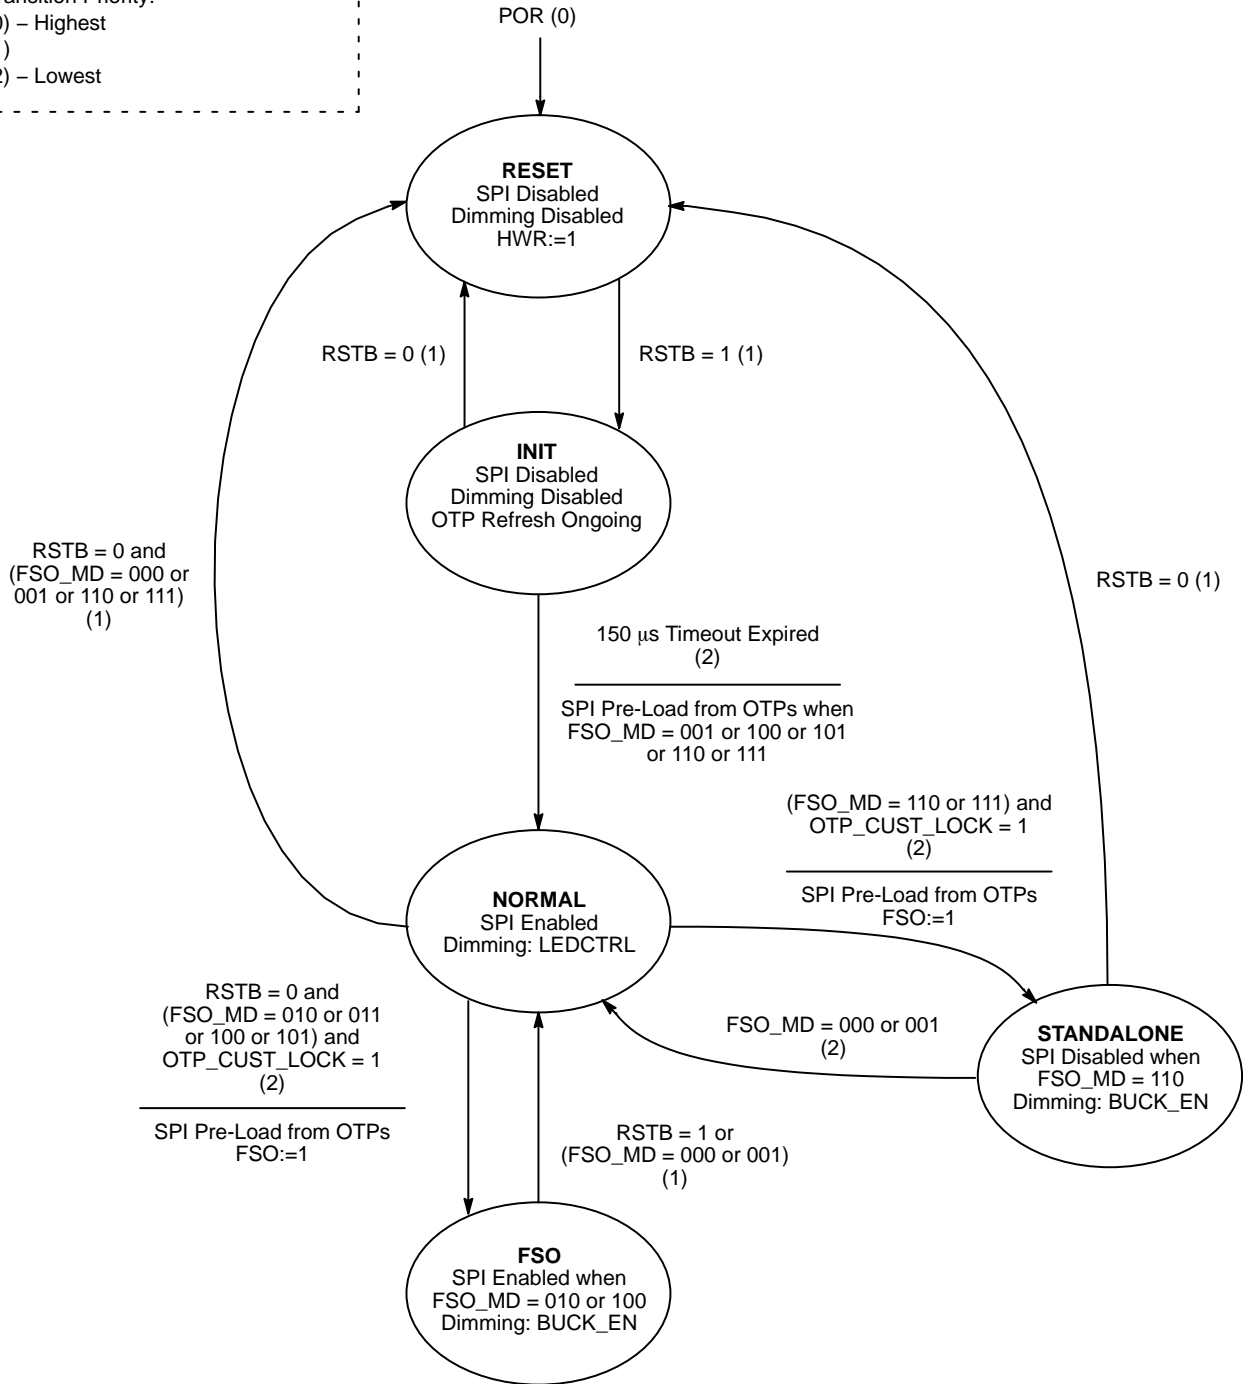 Transition Priority:
0) – Highest
)
2) – Lowest
POR (0)
RESET
SPI Disabled
Dimming Disabled
HWR:=1
RSTB = 0 (1)
RSTB = 1 (1)
INIT
SPI Disabled
Dimming Disabled
OTP Refresh Ongoing
RSTB = 0 and
(FSO_MD = 000 or
001 or 110 or 111)
(1)
RSTB = 0 (1)
150 μs Timeout Expired
(2)
SPI Pre-Load from OTPs when
FSO_MD = 001 or 100 or 101
or 110 or 111
(FSO_MD = 110 or 111) and
OTP_CUST_LOCK = 1
(2)
SPI Pre-Load from OTPs
FSO:=1
NORMAL
SPI Enabled
Dimming: LEDCTRL
RSTB = 0 and
(FSO_MD = 010 or 011
or 100 or 101) and
OTP_CUST_LOCK = 1
(2)
SPI Pre-Load from OTPs
FSO:=1
FSO_MD = 000 or 001
(2)
STANDALONE
SPI Disabled when
FSO_MD = 110
Dimming: BUCK_EN
RSTB = 1 or
(FSO_MD = 000 or 001)
(1)
FSO
SPI Enabled when
FSO_MD = 010 or 100
Dimming: BUCK_EN